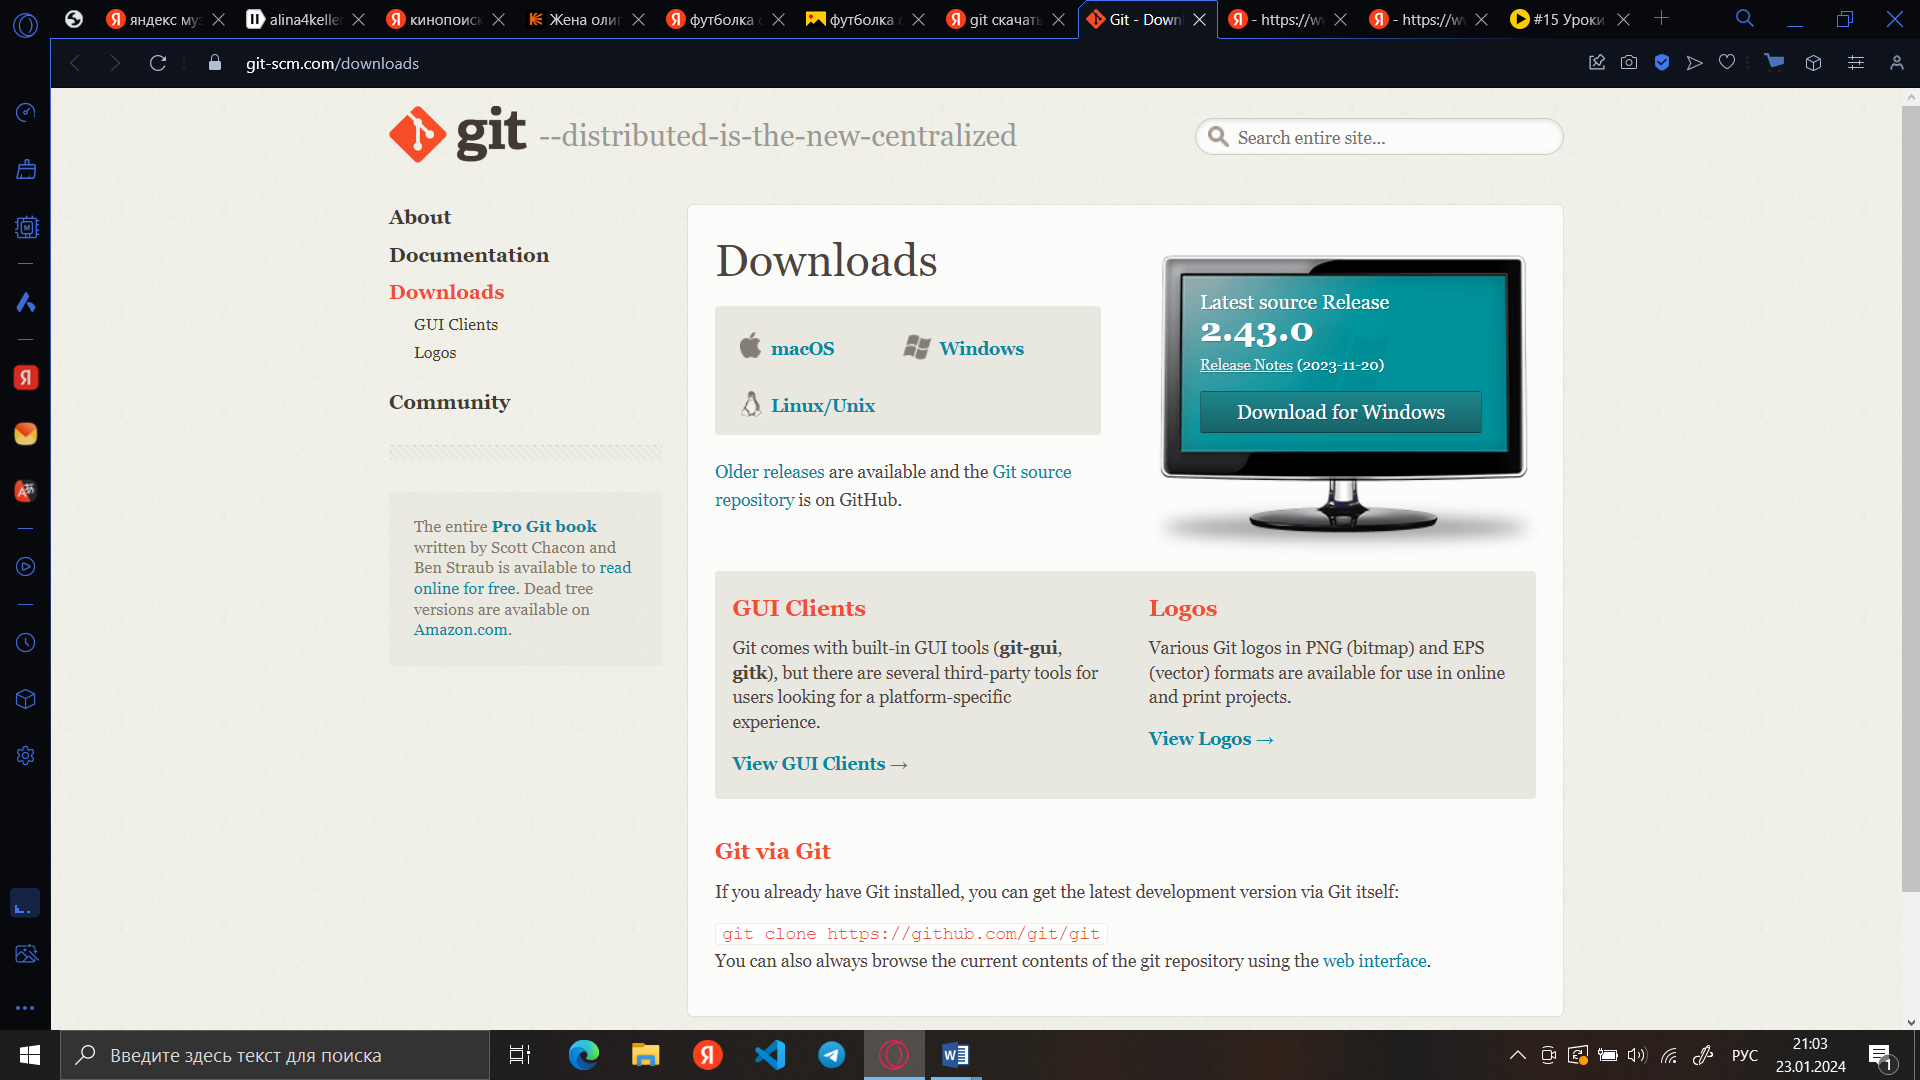 яндекс муз
alina4kelle
кинопоиск
Жена олиг
футболка с
футболка с
git скачать
Git - Down
- https://w
- https://w
#15 Уроки
git-scm.com/downloads
git --distributed-is-the-new-centralized
Search entire site...
About
Documentation
Downloads
GUI Clients
Logos
Community
The entire Pro Git book
written by Scott Chacon and
Ben Straub is available to read
online for free. Dead tree
versions are available on
Amazon.com.
Downloads
macOS
Windows
Linux/Unix
Older releases are available and the Git source
repository is on GitHub.
Latest source Release
2.43.0
Release Notes (2023-11-20)
Download for Windows
GUI Clients
Git comes with built-in GUI tools (git-gui,
gitk), but there are several third-party tools for
users looking for a platform-specific
experience.
View GUI Clients →
Logos
Various Git logos in PNG (bitmap) and EPS
(vector) formats are available for use in online
and print projects.
View Logos →
Git via Git
If you already have Git installed, you can get the latest development version via Git itself:
git clone https://github.com/git/git
You can also always browse the current contents of the git repository using the web interface.
Введите здесь текст для поиска
РУС
21:03
23.01.2024
1